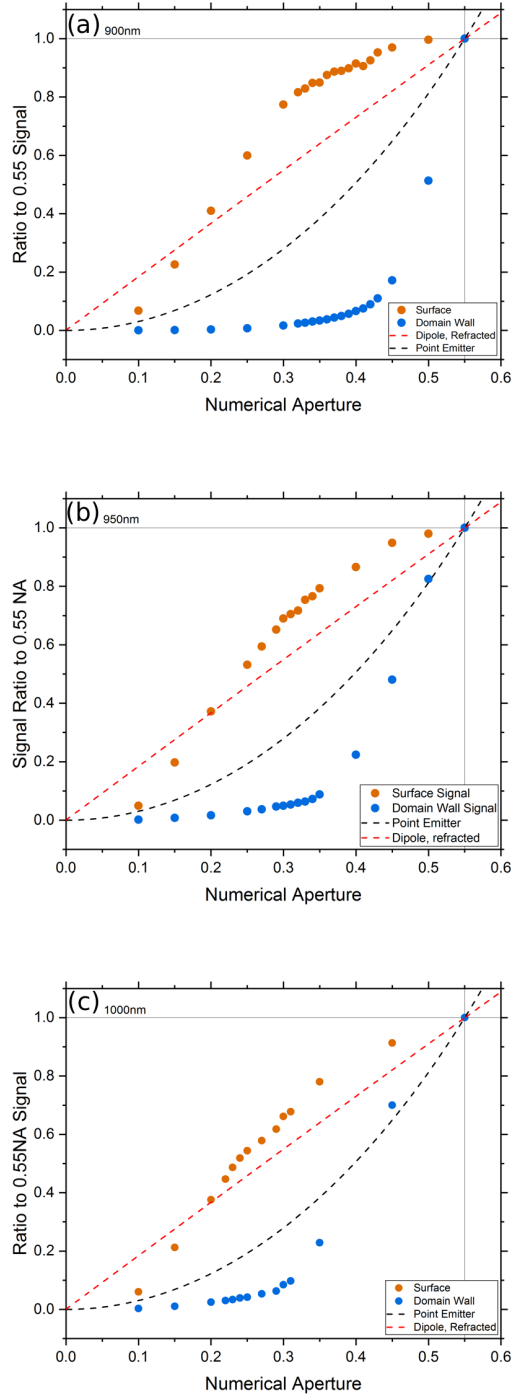 (a)
900nm
1.0
0.8
0.6
0.4
0.2
0.0
Ratio to 0.55 Signal
Surface
Domain Wall
Dipole, Refracted
Point Emitter
0.0 0.1 0.2 0.3 0.4 0.5 0.6
Numerical Aperture
(b)
950nm
1.0
0.8
0.6
0.4
0.2
0.0
Signal Ratio to 0.55 NA
Surface Signal
Domain Wall Signal
Point Emitter
Dipole, refracted
0.0 0.1 0.2 0.3 0.4 0.5 0.6
Numerical Aperture
(c)
1000nm
1.0
0.8
0.6
0.4
0.2
0.0
Ratio to 0.55NA Signal
Surface
Domain Wall
Point Emitter
Dipole, Refracted
0.0 0.1 0.2 0.3 0.4 0.5 0.6
Numerical Aperture